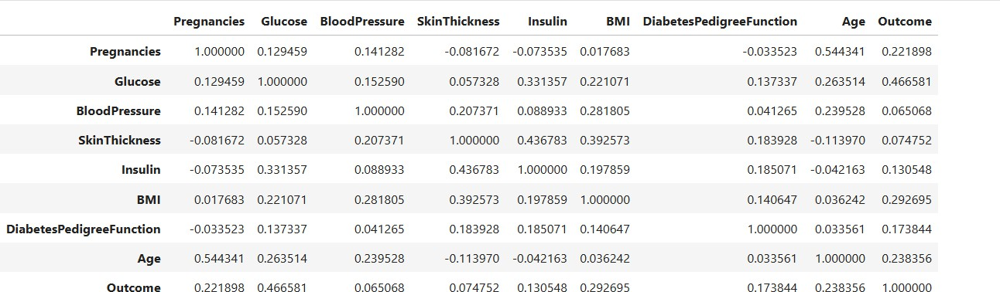 Pregnancies Glucose BloodPressure SkinThickness Insulin BMI DiabetesPedigreeFunction Age Outcome
Pregnancies 1.000000 0.129459 0.141282 -0.081672 -0.073535 0.017683 -0.033523 0.544341 0.221898
Glucose 0.129459 1.000000 0.152590 0.057328 0.331357 0.221071 0.137337 0.263514 0.466581
BloodPressure 0.141282 0.152590 1.000000 0.207371 0.088933 0.281805 0.041265 0.239528 0.065068
SkinThickness -0.081672 0.057328 0.207371 1.000000 0.436783 0.392573 0.183928 -0.113970 0.074752
Insulin -0.073535 0.331357 0.088933 0.436783 1.000000 0.197859 0.185071 -0.042163 0.130548
BMI 0.017683 0.221071 0.281805 0.392573 0.197859 1.000000 0.140647 0.036242 0.292695
DiabetesPedigreeFunction -0.033523 0.137337 0.041265 0.183928 0.185071 0.140647 1.000000 0.033561 0.173844
Age 0.544341 0.263514 0.239528 -0.113970 -0.042163 0.036242 0.033561 1.000000 0.238356
Outcome 0.221898 0.466581 0.065068 0.074752 0.130548 0.292695 0.173844 0.238356 1.000000